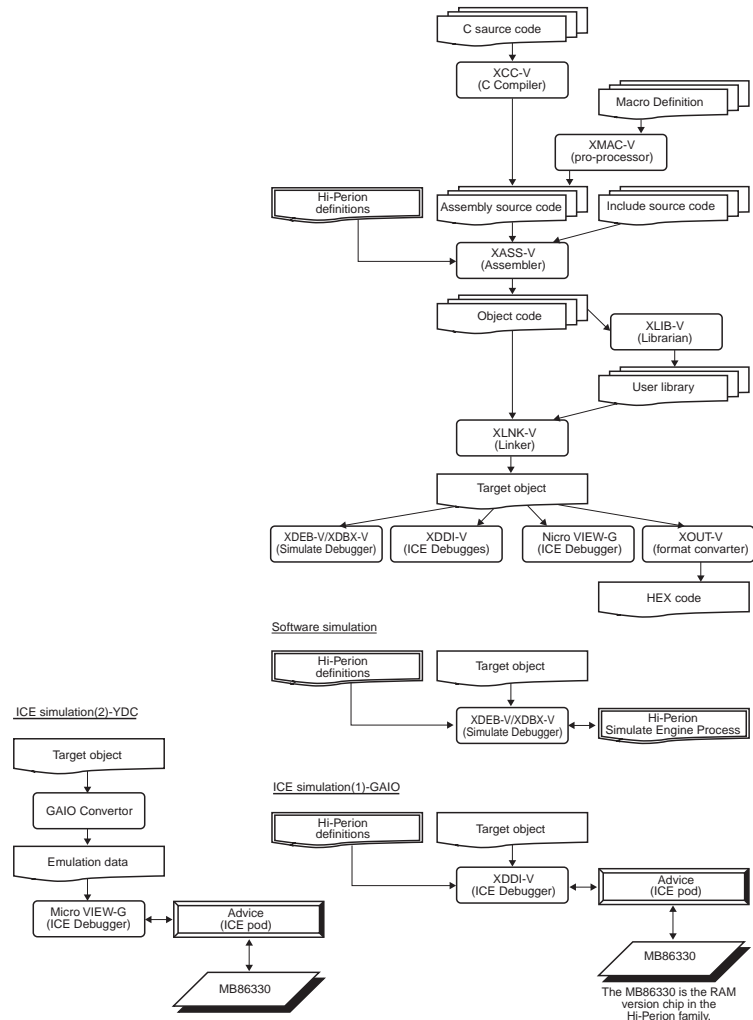 C saurce code
XCC-V
(C Compiler)
Macro Definition
XMAC-V
(pro-processor)
Hi-Perion
definitions
Assembly source code
Include source code
XASS-V
(Assembler)
Object code
XLIB-V
(Librarian)
User library
XLNK-V
(Linker)
Target object
XDEB-V/XDBX-V
(Simulate Debugger)
XDDI-V
(ICE Debugges)
Nicro VIEW-G
(ICE Debugger)
XOUT-V
(format converter)
HEX code
Software simulation
Hi-Perion
definitions
Target object
XDEB-V/XDBX-V
(Simulate Debugger)
Hi-Perion
Simulate Engine Process
ICE simulation(2)-YDC
Target object
GAIO Convertor
Emulation data
Micro VIEW-G
(ICE Debugger)
Advice
(ICE pod)
MB86330
ICE simulation(1)-GAIO
Hi-Perion
definitions
Target object
XDDI-V
(ICE Debugger)
Advice
(ICE pod)
MB86330
The MB86330 is the RAM
version chip in the
Hi-Perion family.